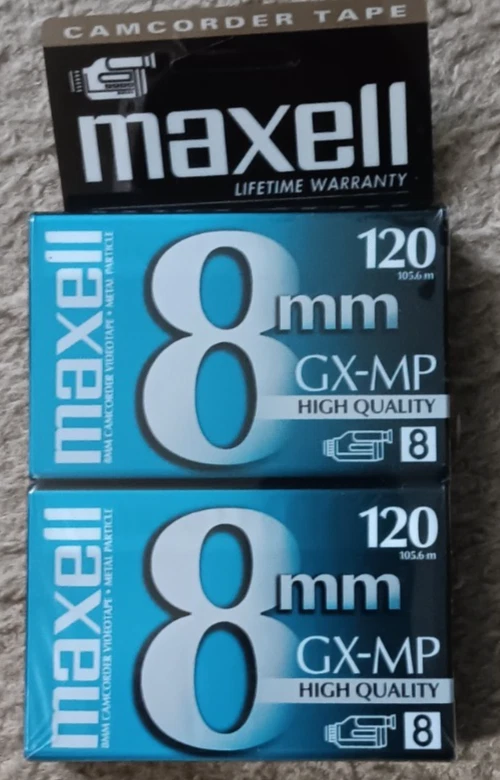 CAMCORDER TAPE
maxell
LIFETIME WARRANTY
maxell
8MM CAMCORDER VIDEOTAPE • METAL PARTICLE
8mm
120
105.6 m
GX-MP
HIGH QUALITY
8
maxell
8MM CAMCORDER VIDEOTAPE • METAL PARTICLE
8mm
120
105.6 m
GX-MP
HIGH QUALITY
8